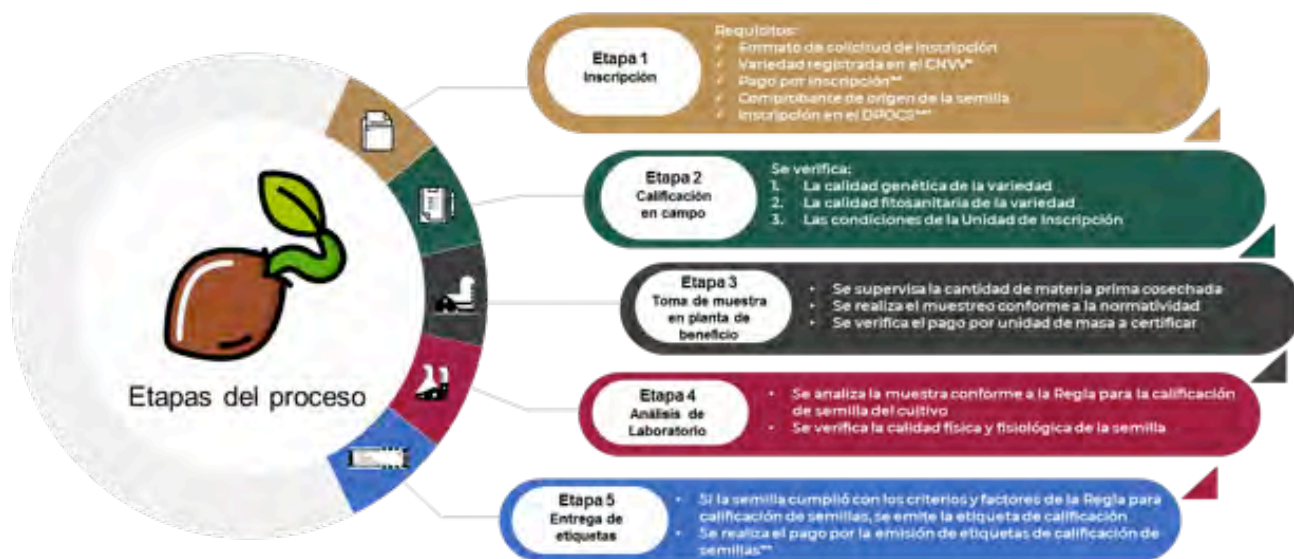 Etapas del proceso
Etapa 1
Inscripción
Requisitos:
✓ Formato de solicitud de inscripción
✓ Variedad registrada en el CNVV*
✓ Pago por inscripción**
✓ Comprobante de origen de la semilla
✓ Inscripción en el DPOCS***
Etapa 2
Calificación
en campo
Se verifica:
1. La calidad genética de la variedad
2. La calidad fitosanitaria de la variedad
3. Las condiciones de la Unidad de Inscripción
Etapa 3
Toma de muestra
en planta de
beneficio
• Se supervisa la cantidad de materia prima cosechada
• Se realiza el muestreo conforme a la normatividad
• Se verifica el pago por unidad de masa a certificar
Etapa 4
Análisis de
Laboratorio
• Se analiza la muestra conforme a la Regla para la calificación
de semilla del cultivo
• Se verifica la calidad física y fisiológica de la semilla
Etapa 5
Entrega de
etiquetas
• Si la semilla cumplió con los criterios y factores de la Regla para
calificación de semillas, se emite la etiqueta de calificación
• Se realiza el pago por la emisión de etiquetas de calificación de
semillas**